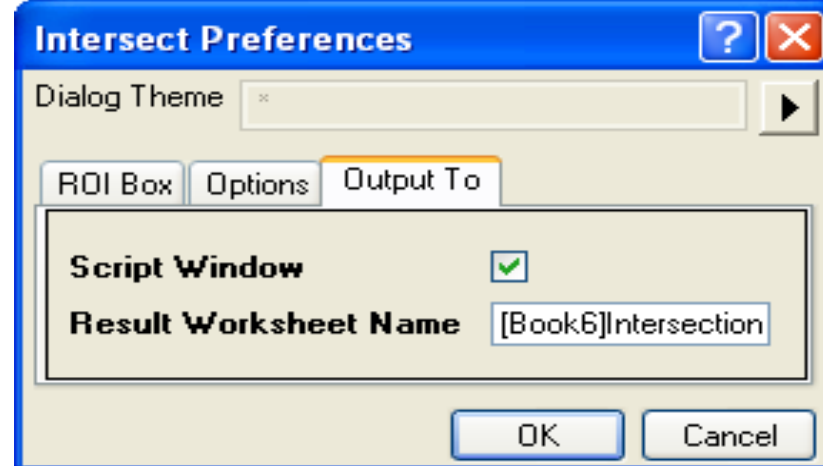 Intersect Preferences
Dialog Theme *
ROI Box Options Output To
Script Window
Result Worksheet Name [Book6]Intersection
OK Cancel